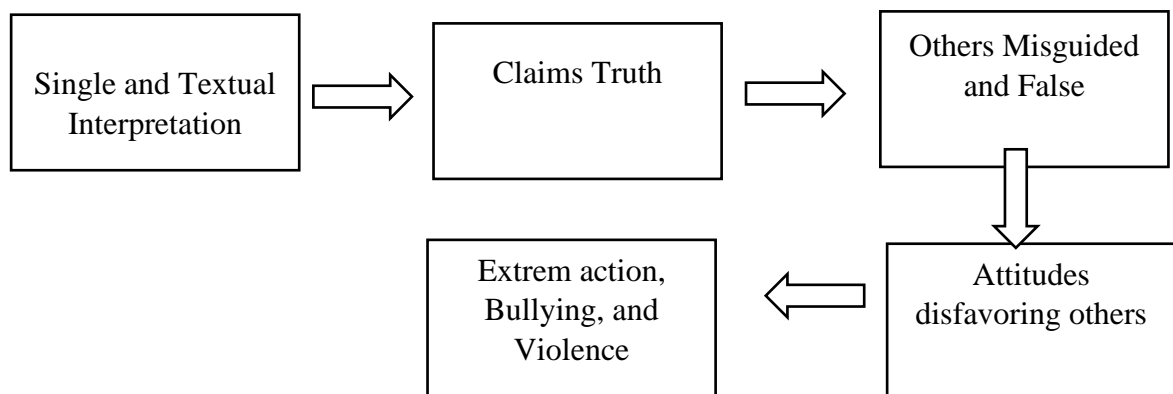 Single and Textual
Interpretation
Claims Truth
Others Misguided
and False
Attitudes
disfavoring others
Extrem action,
Bullying, and
Violence